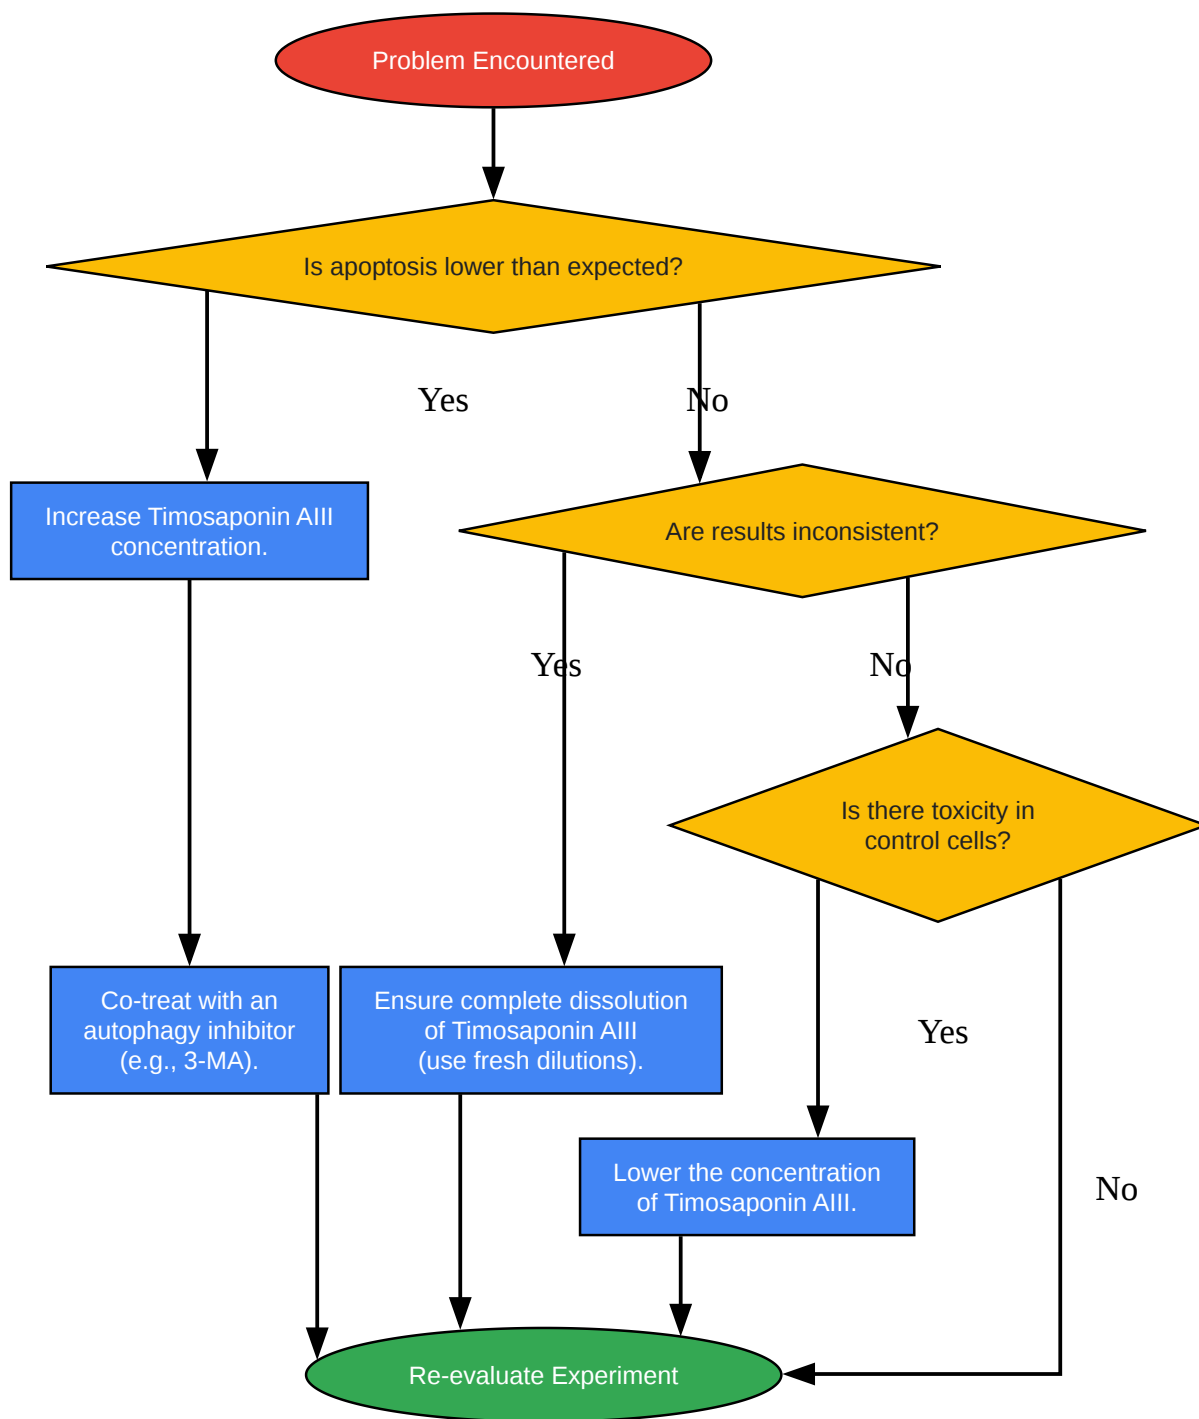 Problem Encountered
Is apoptosis lower than expected?
Yes
No
Increase Timosaponin AIII
concentration.
Are results inconsistent?
Yes
No
Is there toxicity in
control cells?
Co-treat with an
autophagy inhibitor
(e.g., 3-MA).
Ensure complete dissolution
of Timosaponin AIII
(use fresh dilutions).
Yes
Lower the concentration
of Timosaponin AIII.
No
Re-evaluate Experiment